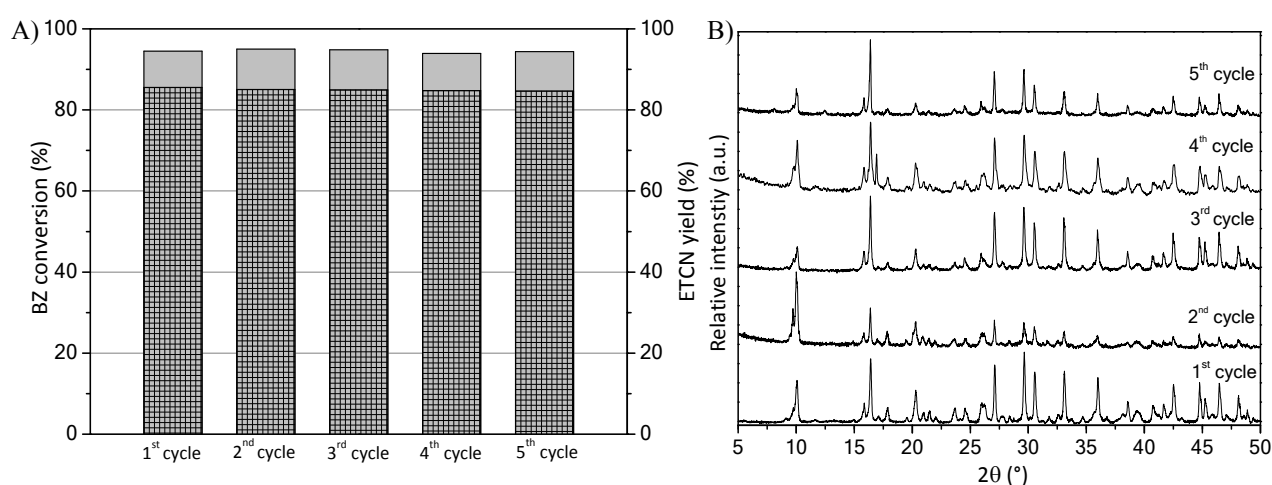 A)
100
80
60
40
20
0
BZ conversion (%)
1st cycle
2nd cycle
3rd cycle
4th cycle
5th cycle
100
80
60
40
20
0
ETCN yield (%)
B)
Relative intenstiy (a.u.)
5th cycle
4th cycle
3rd cycle
2nd cycle
1st cycle
5 10 15 20 25 30 35 40 45 50
2θ (°)